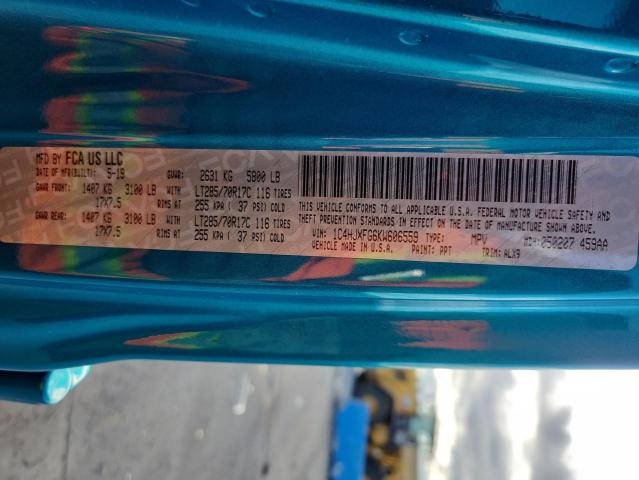 MFD BY FCA US LLC
DATE OF MFR(BUILT): 5-19 GVWR: 2631 KG 5800 LB
GAWR FRONT: 1407 KG 3100 LB WITH LT285/70R17C 116 TIRES
17X7.5 RIMS AT 255 KPA ( 37 PSI) COLD
GAWR REAR: 1407 KG 3100 LB WITH LT285/70R17C 116 TIRES
17X7.5 RIMS AT 255 KPA ( 37 PSI) COLD
THIS VEHICLE CONFORMS TO ALL APPLICABLE U.S.A. FEDERAL MOTOR VEHICLE SAFETY AND
THEFT PREVENTION STANDARDS IN EFFECT ON THE DATE OF MANUFACTURE SHOWN ABOVE.
VIN: 1C4HJXFG6KW606559 TYPE: MPV MDH: 050207 459AA
VEHICLE MADE IN U.S.A. PAINT: PPT TRIM: ALX9